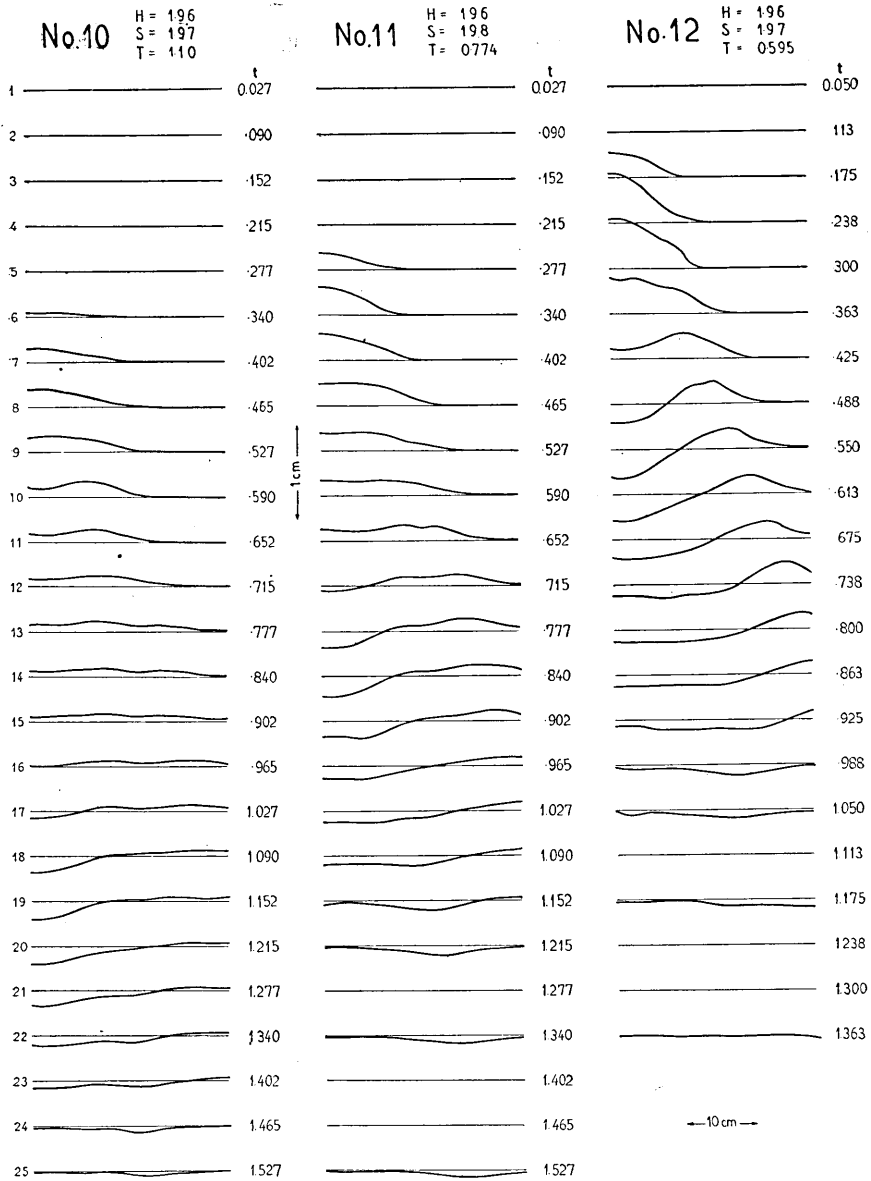 No.10
H = 1.96
S = 1.97
T = 1.10
No.11
H = 1.96
S = 1.98
T = 0.774
No.12
H = 1.96
S = 1.97
T = 0.595
t t t
1 0.027 0.027 0.050
2 .090 .090 .113
3 .152 .152 .175
4 .215 .215 .238
5 .277 .277 .300
6 .340 .340 .363
7 .402 .402 .425
8 .465 .465 .488
9 .527 .527 .550
10 .590 .590 .613
11 .652 .652 .675
12 .715 .715 .738
13 .777 .777 .800
14 .840 .840 .863
15 .902 .902 .925
16 .965 .965 .988
17 1.027 1.027 1.050
18 1.090 1.090 1.113
19 1.152 1.152 1.175
20 1.215 1.215 1.238
21 1.277 1.277 1.300
22 1.340 1.340 1.363
23 1.402 1.402
24 1.465 1.465
25 1.527 1.527
1cm
10cm